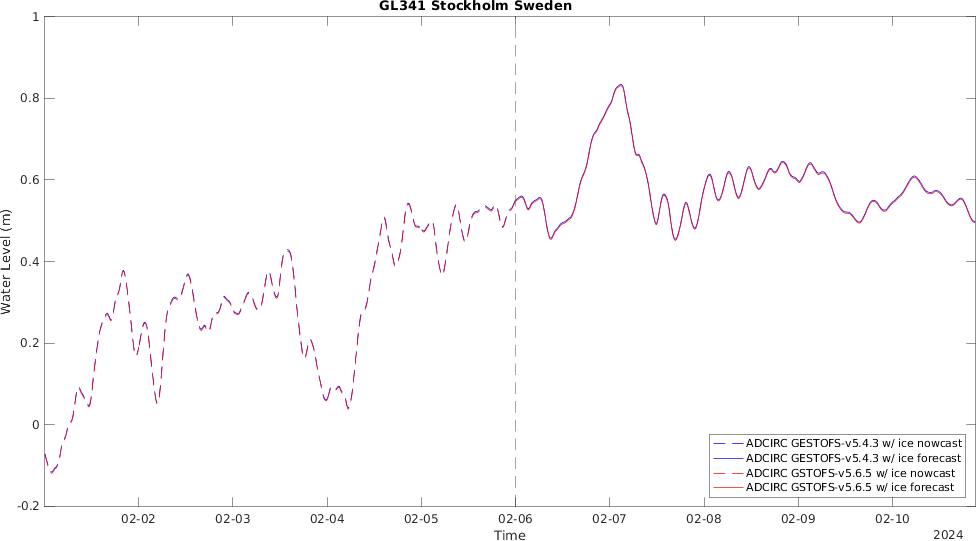 GL341 Stockholm Sweden
1
0.8
0.6
0.4
0.2
0
-0.2
Water Level (m)
02-02 02-03 02-04 02-05 02-06 02-07 02-08 02-09 02-10
Time
2024
ADCIRC GESTOFS-v5.4.3 w/ ice nowcast
ADCIRC GESTOFS-v5.4.3 w/ ice forecast
ADCIRC GSTOFS-v5.6.5 w/ ice nowcast
ADCIRC GSTOFS-v5.6.5 w/ ice forecast